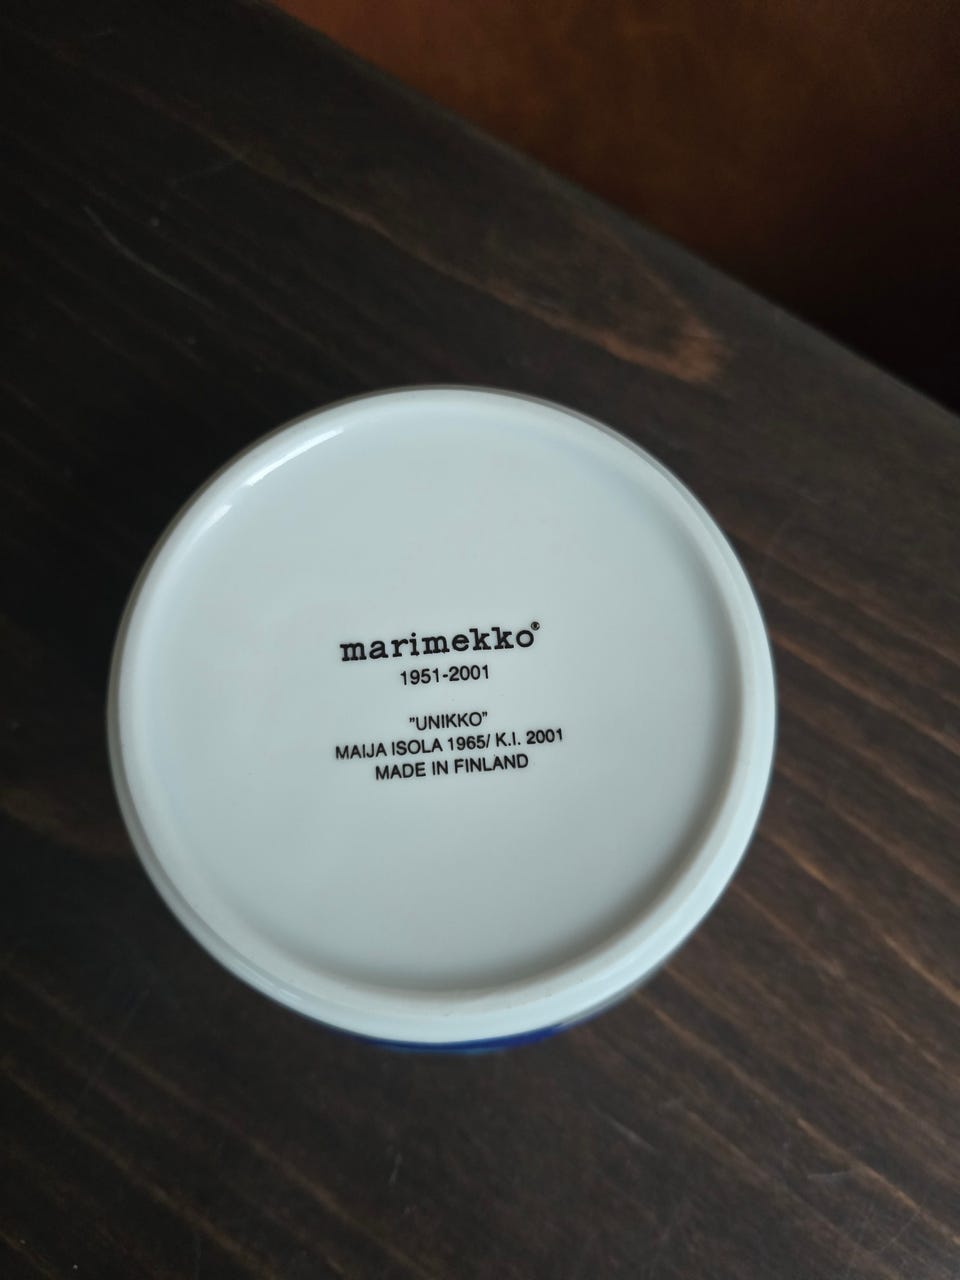 marimekko®
1951-2001
”UNIKKO”
MAIJA ISOLA 1965/ K.I. 2001
MADE IN FINLAND